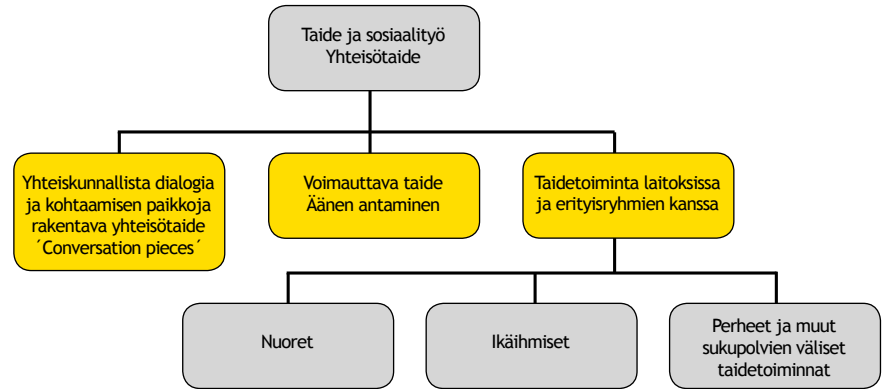 Taide ja sosiaalityö
Yhteisötaide
Yhteiskunnallista dialogia
ja kohtaamisen paikkoja
rakentava yhteisötaide
´Conversation pieces´
Voimauttava taide
Äänen antaminen
Taidetoiminta laitoksissa
ja erityisryhmien kanssa
Nuoret
Ikäihmiset
Perheet ja muut
sukupolvien väliset
taidetoiminnat